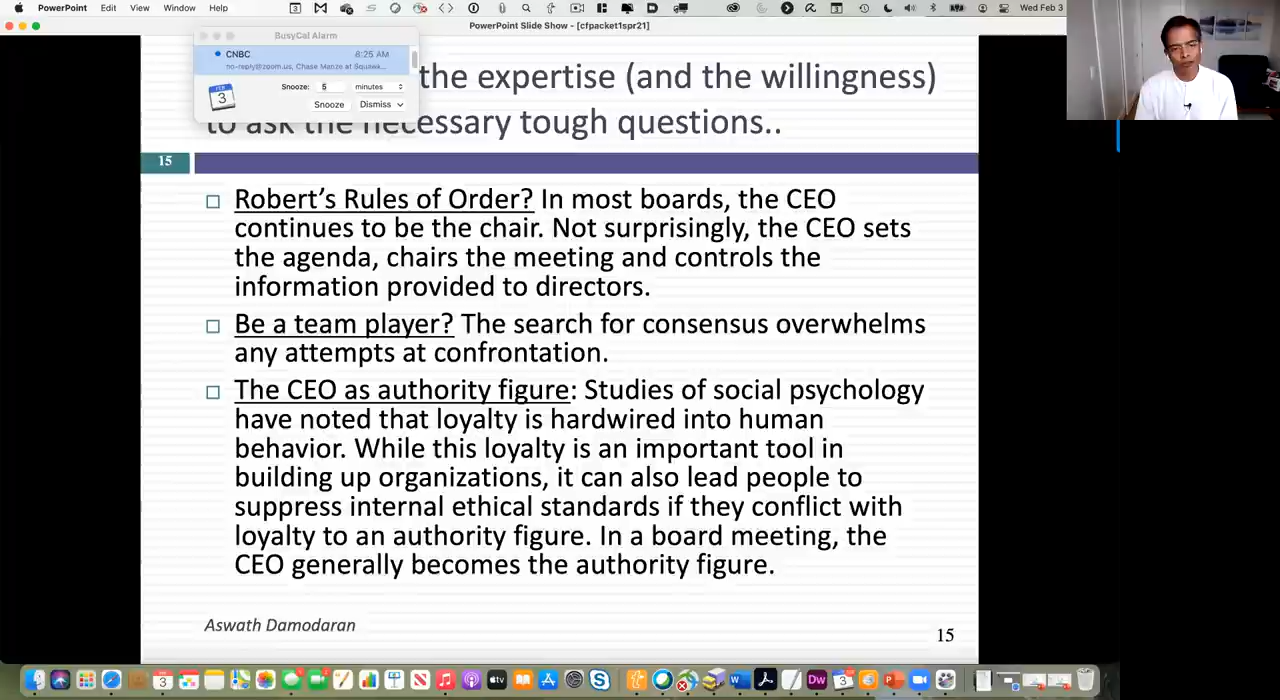 PowerPoint Edit View Window Help
Wed Feb 3
PowerPoint Slide Show - [cfpacket1spr21]
BusyCal Alarm
CNBC 8:25 AM
no-reply@zoom.us, Chase Manze at Squawk...
FEB
3
Snooze: 5 minutes
Snooze Dismiss
the expertise (and the willingness)
to ask the necessary tough questions..
15
Robert's Rules of Order? In most boards, the CEO
continues to be the chair. Not surprisingly, the CEO sets
the agenda, chairs the meeting and controls the
information provided to directors.
Be a team player? The search for consensus overwhelms
any attempts at confrontation.
The CEO as authority figure: Studies of social psychology
have noted that loyalty is hardwired into human
behavior. While this loyalty is an important tool in
building up organizations, it can also lead people to
suppress internal ethical standards if they conflict with
loyalty to an authority figure. In a board meeting, the
CEO generally becomes the authority figure.
Aswath Damodaran
15